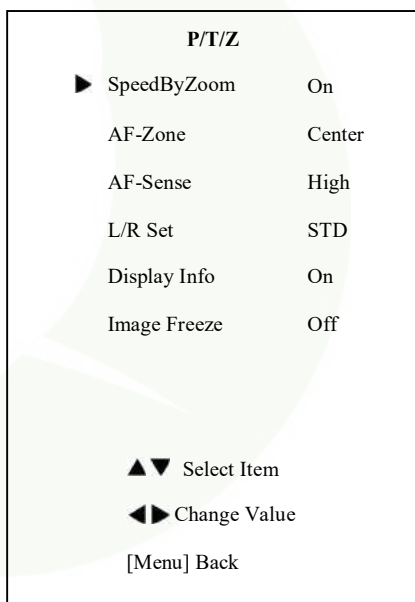 P/T/Z
▶ SpeedByZoom On
AF-Zone Center
AF-Sense High
L/R Set STD
Display Info On
Image Freeze Off
▲▼ Select Item
◀▶ Change Value
[Menu] Back